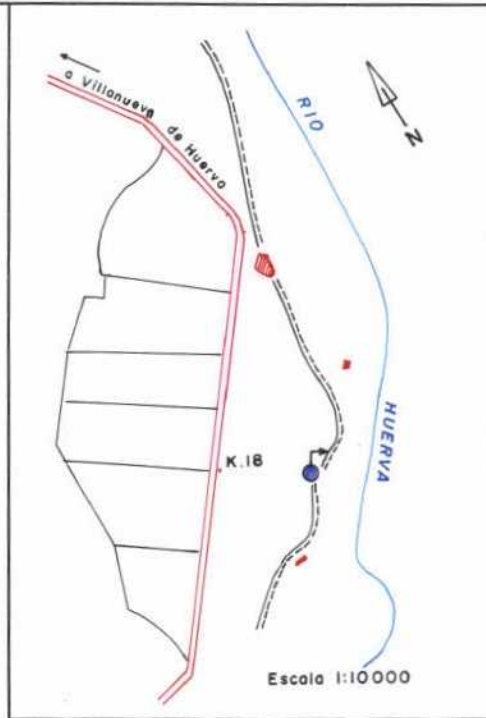 a Villanueva de Huerva
RIO HUERVA
N
K.18
Escala 1:10000